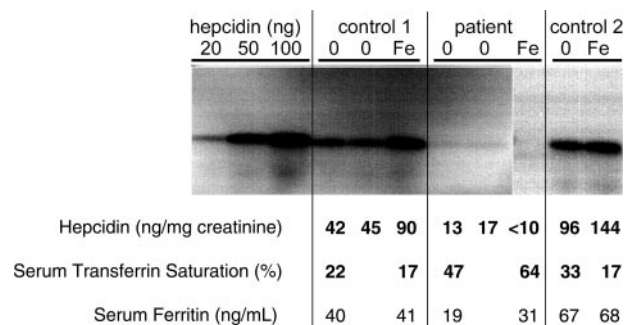 hepcidin (ng) control 1 patient control 2
20 50 100 0 0 Fe 0 0 Fe 0 Fe
Hepcidin (ng/mg creatinine) 42 45 90 13 17 <10 96 144
Serum Transferrin Saturation (%) 22 17 47 64 33 17
Serum Ferritin (ng/mL) 40 41 19 31 67 68